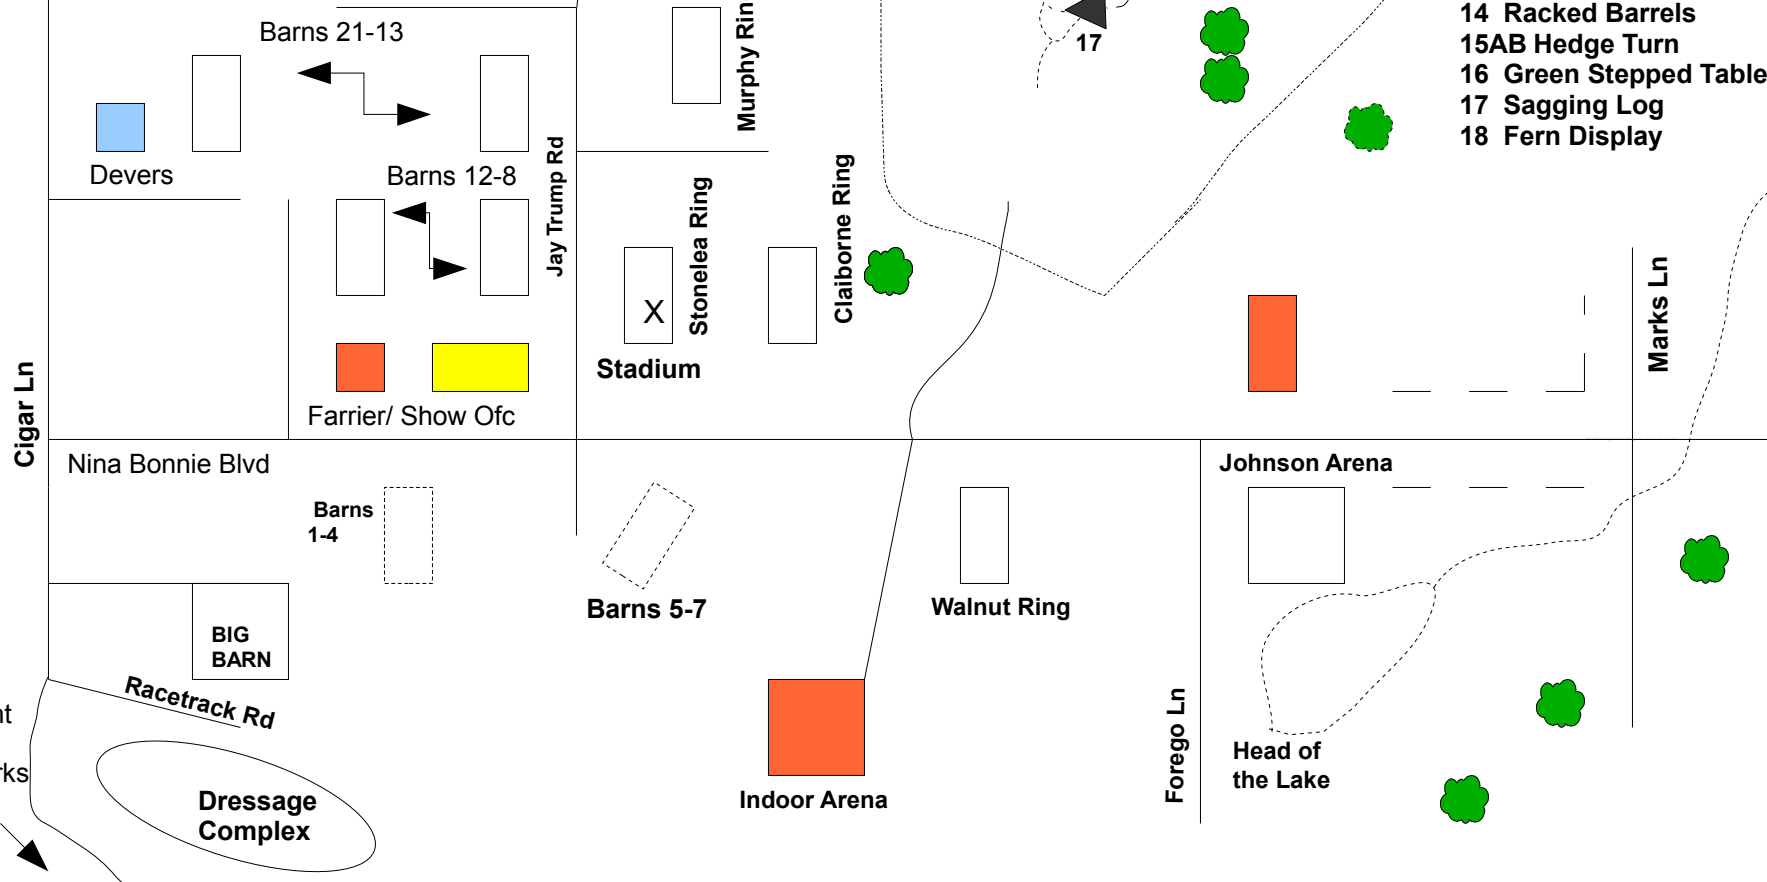 14 Racked Barrels
15AB Hedge Turn
16 Green Stepped Table
17 Sagging Log
18 Fern Display
17
Barns 21-13
Murphy Rin
Devers
Barns 12-8
Jay Trump Rd
Stonelea Ring
Claiborne Ring
X
Stadium
Marks Ln
Cigar Ln
Farrier/ Show Ofc
Nina Bonnie Blvd
Johnson Arena
Barns
1-4
Barns 5-7
Walnut Ring
BIG
BARN
Racetrack Rd
nt
rks
Dressage
Complex
Indoor Arena
Forego Ln
Head of
the Lake